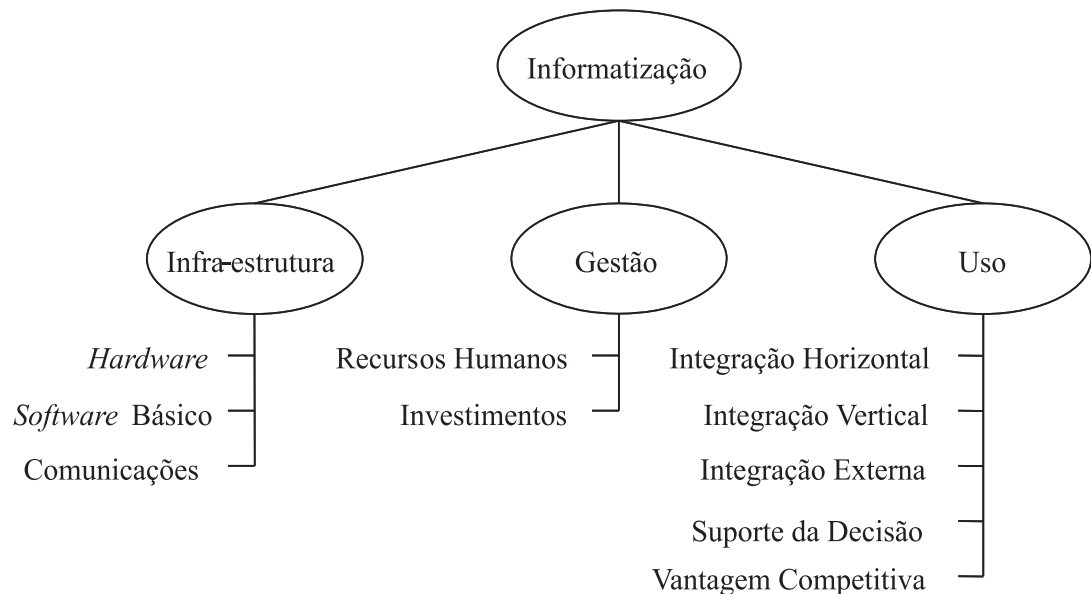 Informatização
Infra-estrutura
Gestão
Uso
Hardware
Software Básico
Comunicações
Recursos Humanos
Investimentos
Integração Horizontal
Integração Vertical
Integração Externa
Suporte da Decisão
Vantagem Competitiva